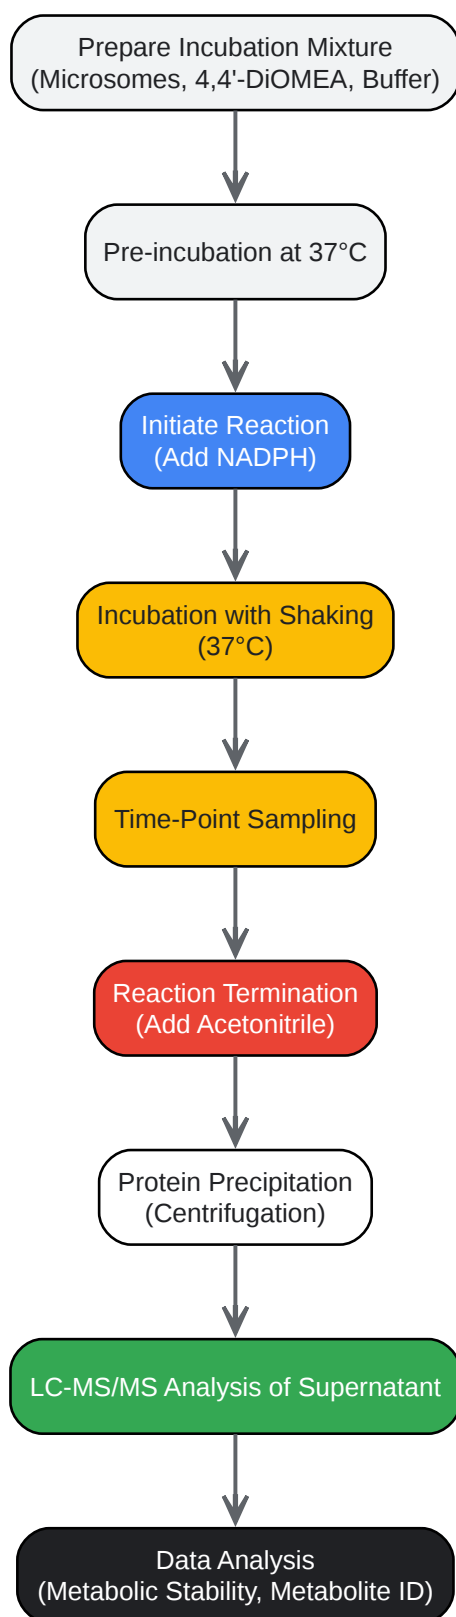 Prepare Incubation Mixture
(Microsomes, 4,4'-DiOMEA, Buffer)
Pre-incubation at 37°C
Initiate Reaction
(Add NADPH)
Incubation with Shaking
(37°C)
Time-Point Sampling
Reaction Termination
(Add Acetonitrile)
Protein Precipitation
(Centrifugation)
LC-MS/MS Analysis of Supernatant
Data Analysis
(Metabolic Stability, Metabolite ID)